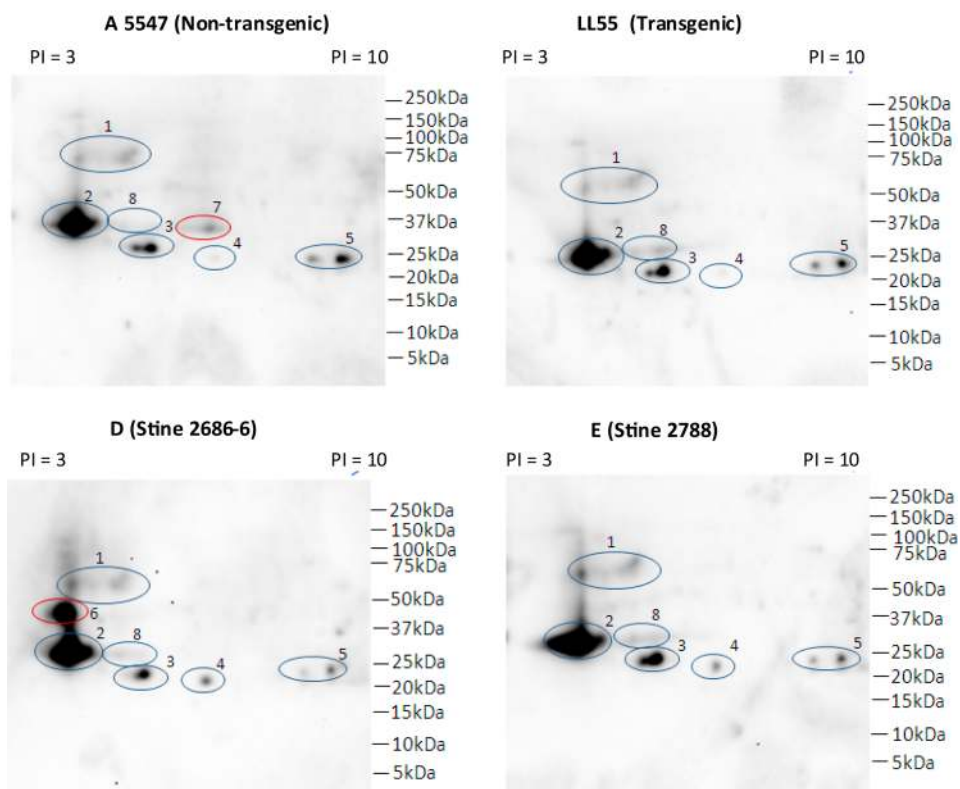 A 5547 (Non-transgenic)
PI = 3 PI = 10
250kDa
150kDa
100kDa
75kDa
50kDa
37kDa
25kDa
20kDa
15kDa
10kDa
5kDa
1
2
8
7
3
4
5
LL55 (Transgenic)
PI = 3 PI = 10
250kDa
150kDa
100kDa
75kDa
50kDa
37kDa
25kDa
20kDa
15kDa
10kDa
5kDa
1
2
8
3
4
5
D (Stine 2686-6)
PI = 3 PI = 10
250kDa
150kDa
100kDa
75kDa
50kDa
37kDa
25kDa
20kDa
15kDa
10kDa
5kDa
1
6
2
8
3
4
5
E (Stine 2788)
PI = 3 PI = 10
250kDa
150kDa
100kDa
75kDa
50kDa
37kDa
25kDa
20kDa
15kDa
10kDa
5kDa
1
2
8
3
4
5